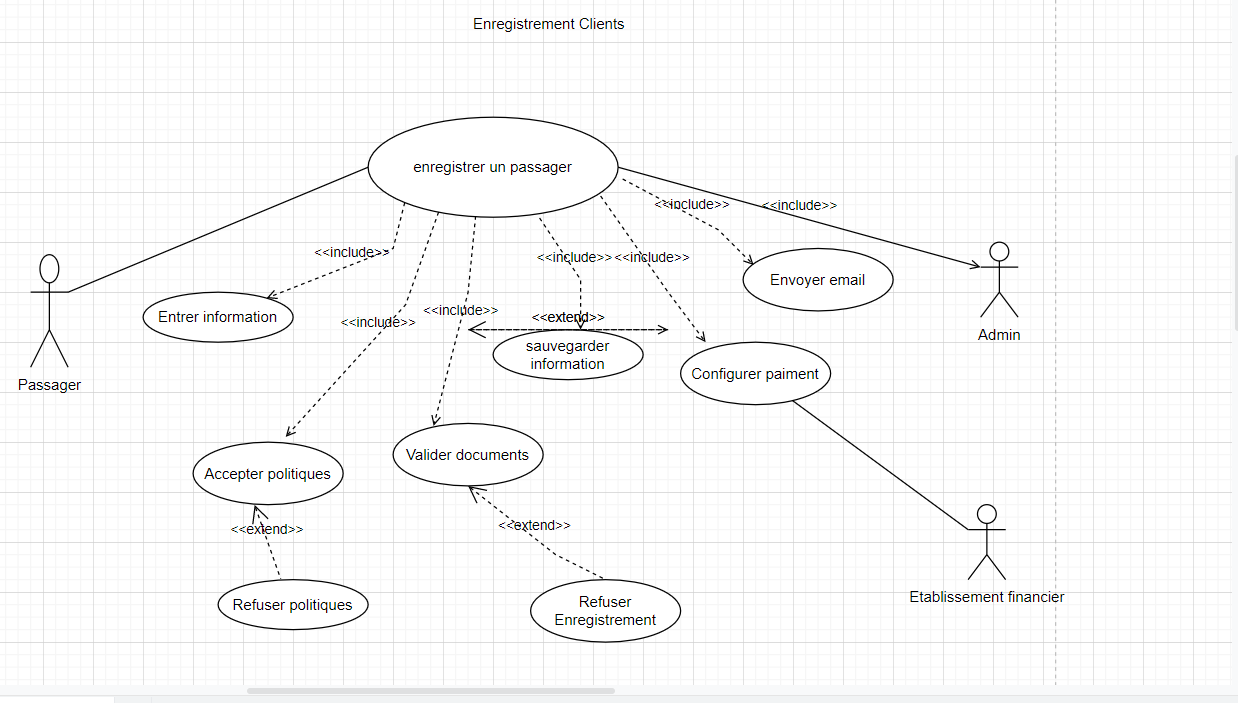 Enregistrement Clients
enregistrer un passager
<<include>>
<<include>>
<<include>>
<<include>>
<<include>>
<<include>>
Envoyer email
Entrer information
<<include>>
<<extend>>
<<include>>
Admin
sauvegarder
information
Configurer paiment
Passager
Valider documents
Accepter politiques
<<extend>>
<<extend>>
Etablissement financier
Refuser politiques
Refuser
Enregistrement